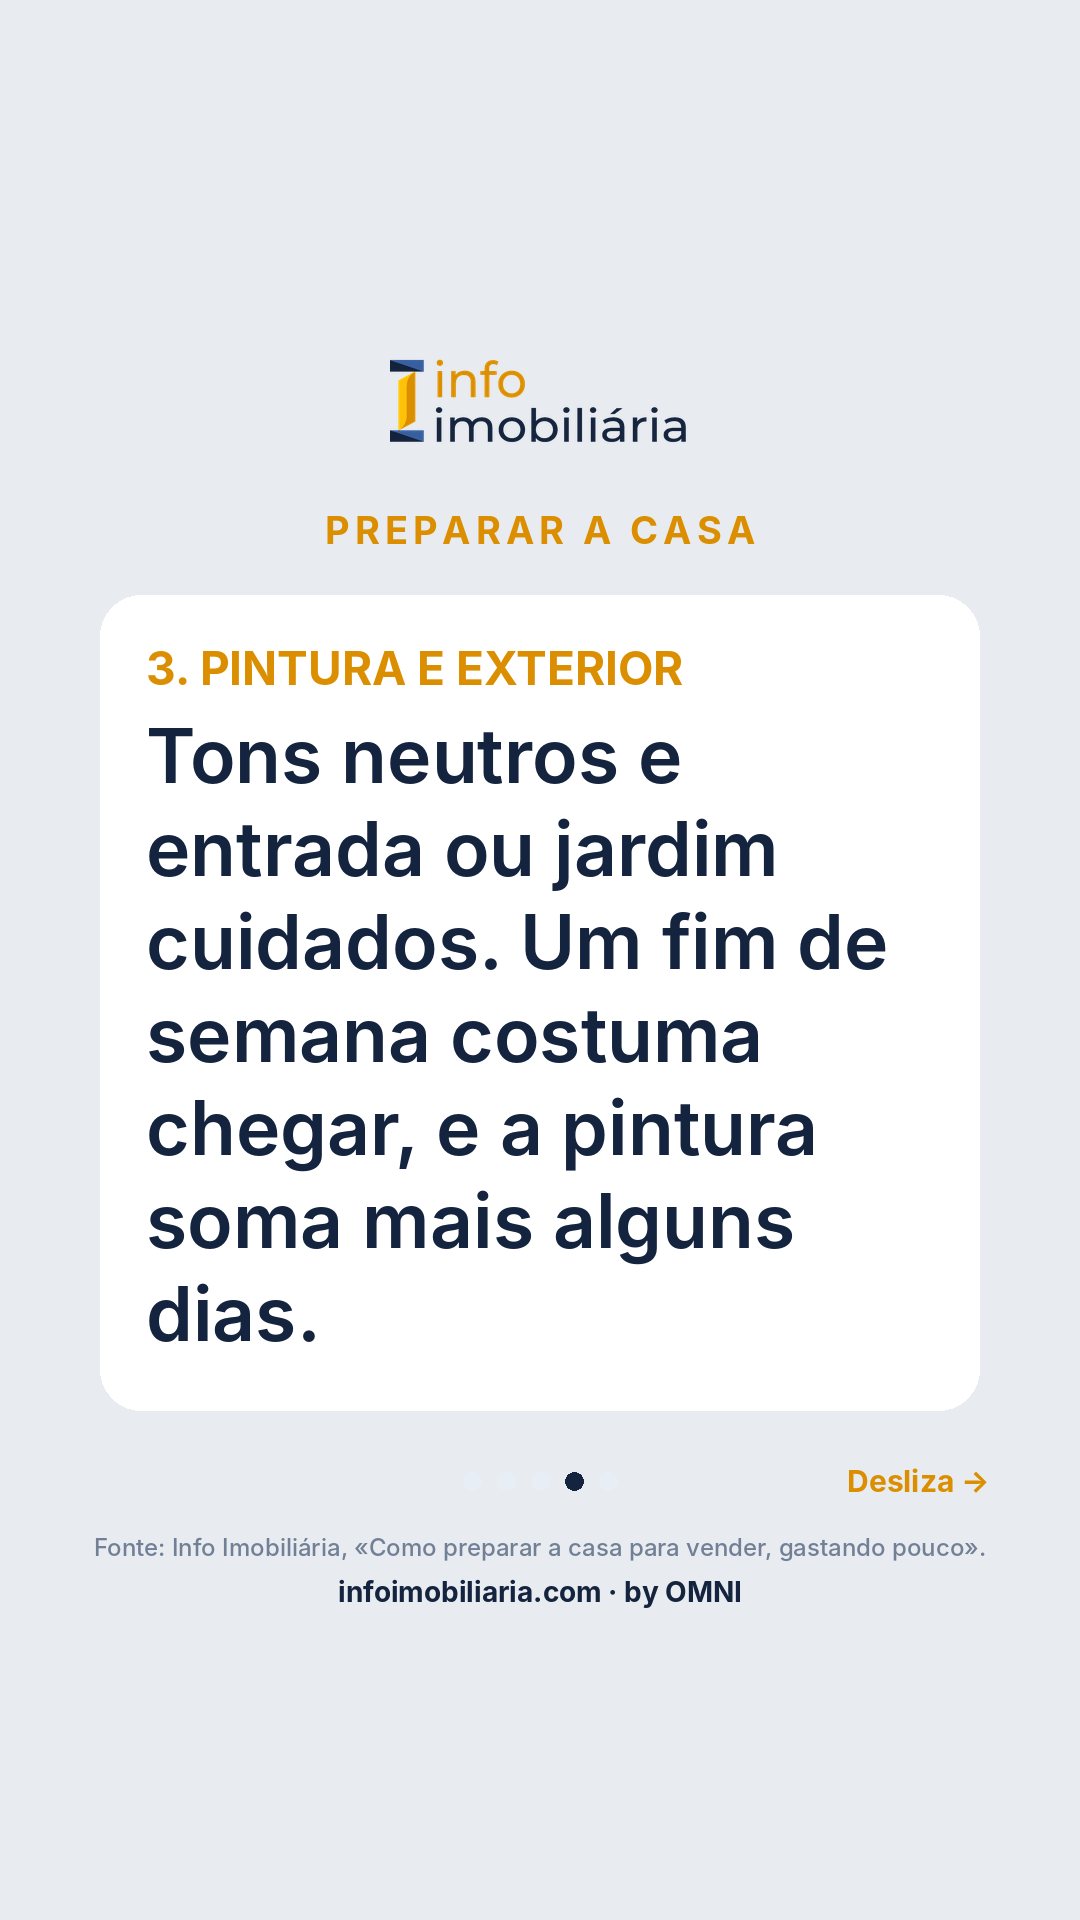 info
imobiliária
PREPARAR A CASA
3. PINTURA E EXTERIOR
Tons neutros e
entrada ou jardim
cuidados. Um fim de
semana costuma
chegar, e a pintura
soma mais alguns
dias.
Desliza →
Fonte: Info Imobiliária, «Como preparar a casa para vender, gastando pouco».
infoimobiliaria.com · by OMNI